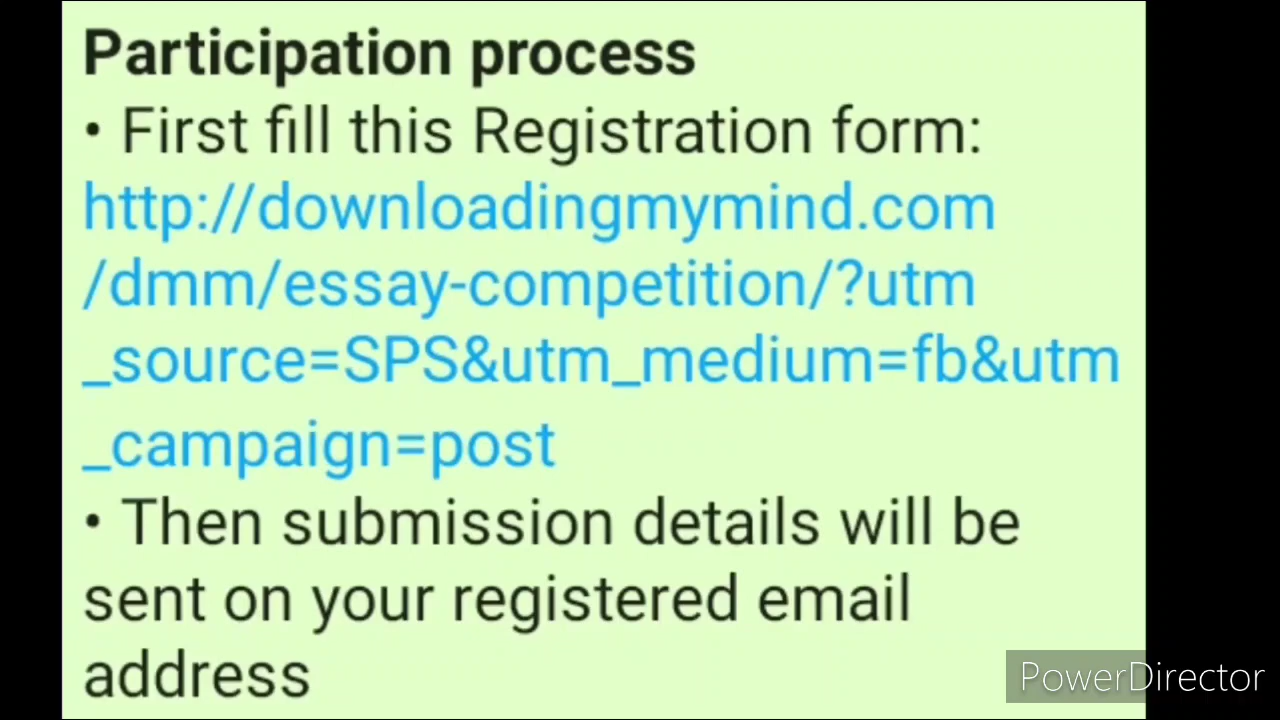 Participation process
• First fill this Registration form:
http://downloadingmymind.com
/dmm/essay-competition/?utm
_source=SPS&utm_medium=fb&utm
_campaign=post
• Then submission details will be
sent on your registered email
address
PowerDirector